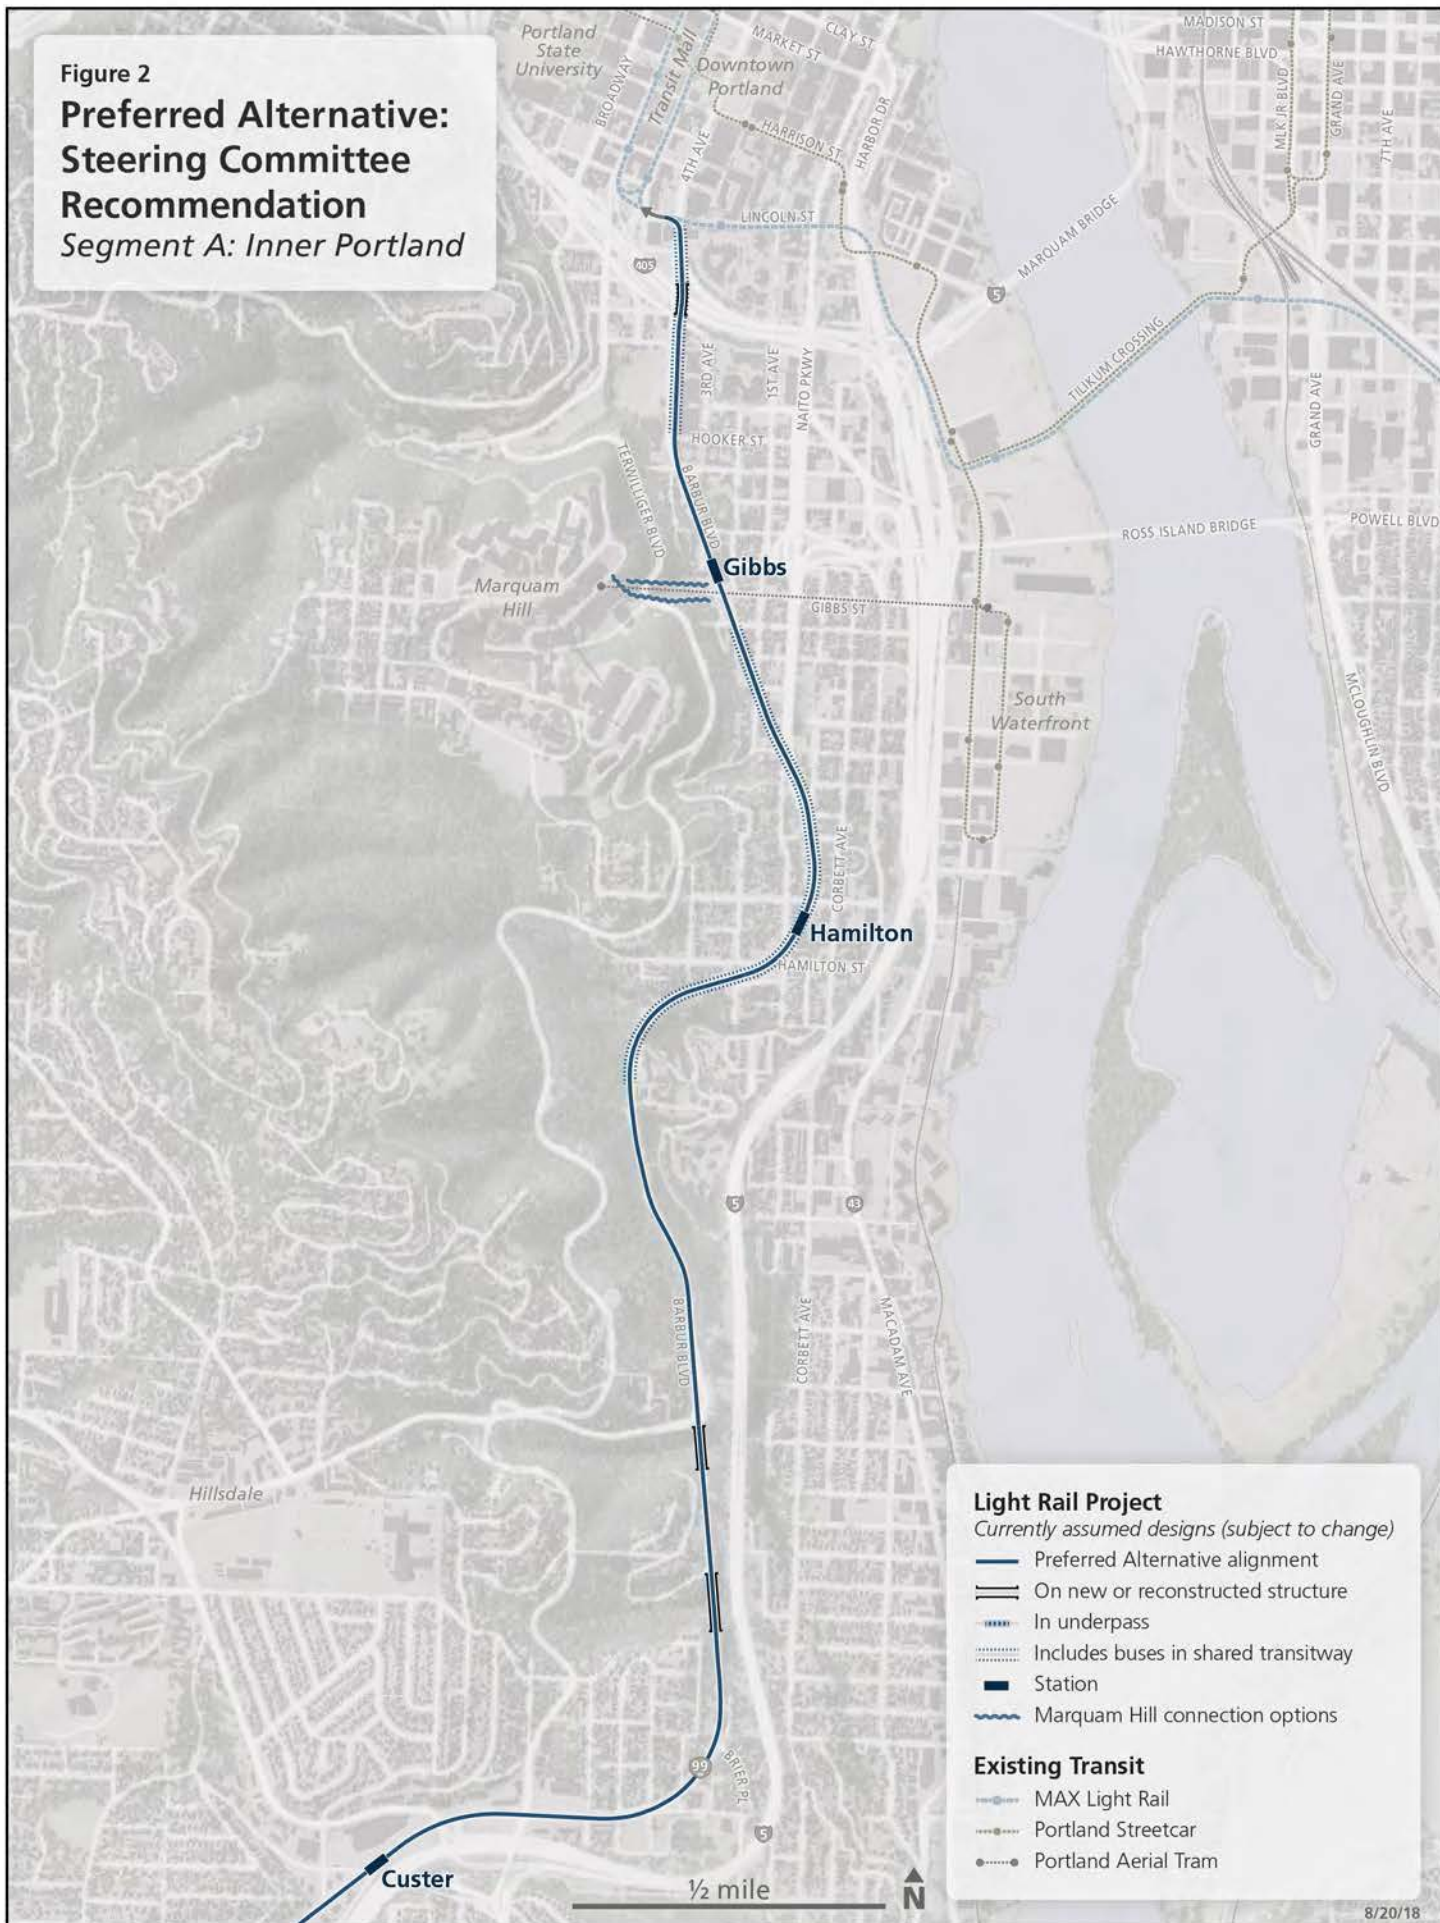 Figure 2
Preferred Alternative:
Steering Committee
Recommendation
Segment A: Inner Portland
Portland
State
University
BROADWAY
Transit Mall
MARKET ST
CLAY ST
Downtown
Portland
4TH AVE
HARRISON ST
HARBOR DR
MADISON ST
HAWTHORNE BLVD
MLK JR BLVD
GRAND AVE
7TH AVE
LINCOLN ST
405
MARQUAM BRIDGE
5
TILIKUM CROSSING
3RD AVE
1ST AVE
NAITO PKWY
GRAND AVE
HOOKER ST
TERWILLIGER BLVD
BARBUR BLVD
ROSS ISLAND BRIDGE
POWELL BLVD
Gibbs
Marquam
Hill
GIBBS ST
South
Waterfront
MCLOUGHLIN BLVD
CORBETT AVE
Hamilton
HAMILTON ST
5
43
BARBUR BLVD
CORBETT AVE
MACADAM AVE
Hillsdale
99
BRIER PL
5
Custer
½ mile
N
Light Rail Project
Currently assumed designs (subject to change)
Preferred Alternative alignment
On new or reconstructed structure
In underpass
Includes buses in shared transitway
Station
Marquam Hill connection options
Existing Transit
MAX Light Rail
Portland Streetcar
Portland Aerial Tram
8/20/18